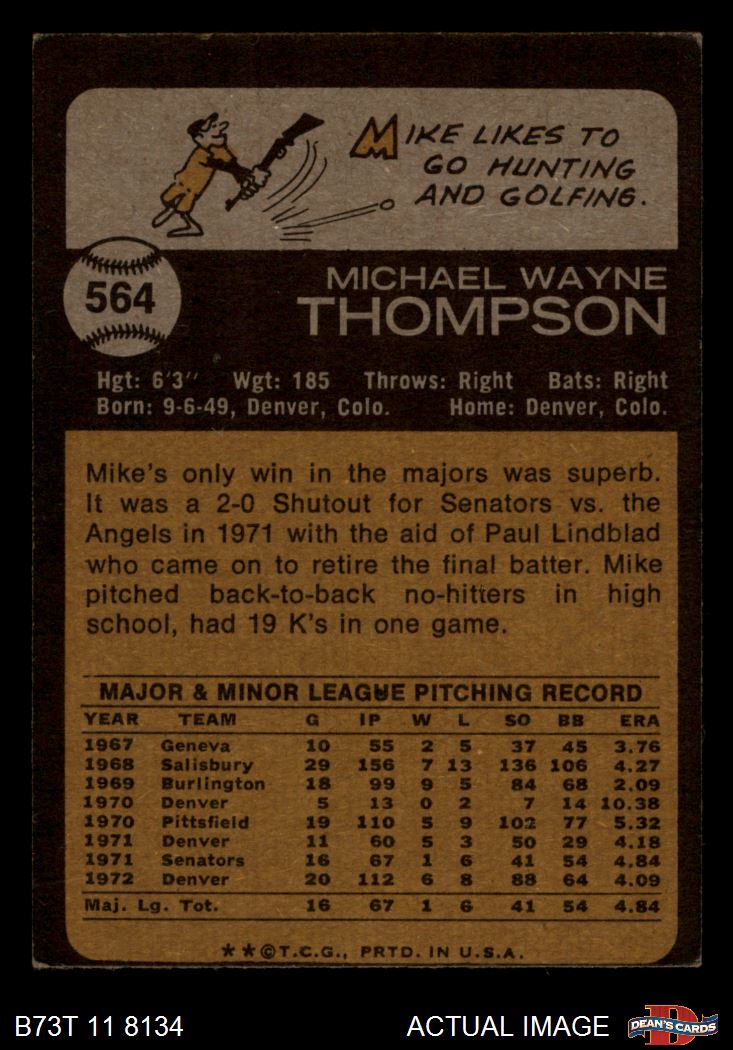 MIKE LIKES TO
GO HUNTING
AND GOLFING.
564
MICHAEL WAYNE
THOMPSON
Hgt: 6'3" Wgt: 185 Throws: Right Bats: Right
Born: 9-6-49, Denver, Colo. Home: Denver, Colo.
Mike's only win in the majors was superb.
It was a 2-0 Shutout for Senators vs. the
Angels in 1971 with the aid of Paul Lindblad
who came on to retire the final batter. Mike
pitched back-to-back no-hitters in high
school, had 19 K's in one game.
MAJOR & MINOR LEAGUE PITCHING RECORD
YEAR TEAM G IP W L SO BB ERA
1967 Geneva 10 55 2 5 37 45 3.76
1968 Salisbury 29 156 7 13 136 106 4.27
1969 Burlington 18 99 9 5 84 68 2.09
1970 Denver 5 13 0 2 7 14 10.38
1970 Pittsfield 19 110 5 9 102 77 5.32
1971 Denver 11 60 5 3 50 29 4.18
1971 Senators 16 67 1 6 41 54 4.84
1972 Denver 20 112 6 8 88 64 4.09
Maj. Lg. Tot. 16 67 1 6 41 54 4.84
**©T.C.G., PRTD. IN U.S.A.
B73T 11 8134 ACTUAL IMAGE DEAN'S CARDS